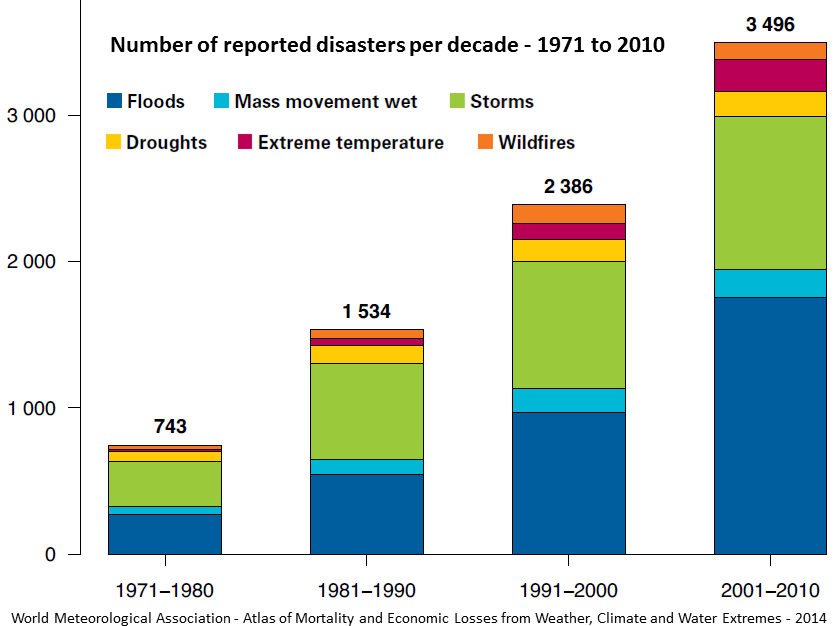 3 496
Number of reported disasters per decade - 1971 to 2010
Floods Mass movement wet Storms
3 000
Droughts Extreme temperature Wildfires
2 386
2 000
1 534
1 000
743
0
1971–1980 1981–1990 1991–2000 2001–2010
World Meteorological Association - Atlas of Mortality and Economic Losses from Weather, Climate and Water Extremes - 2014